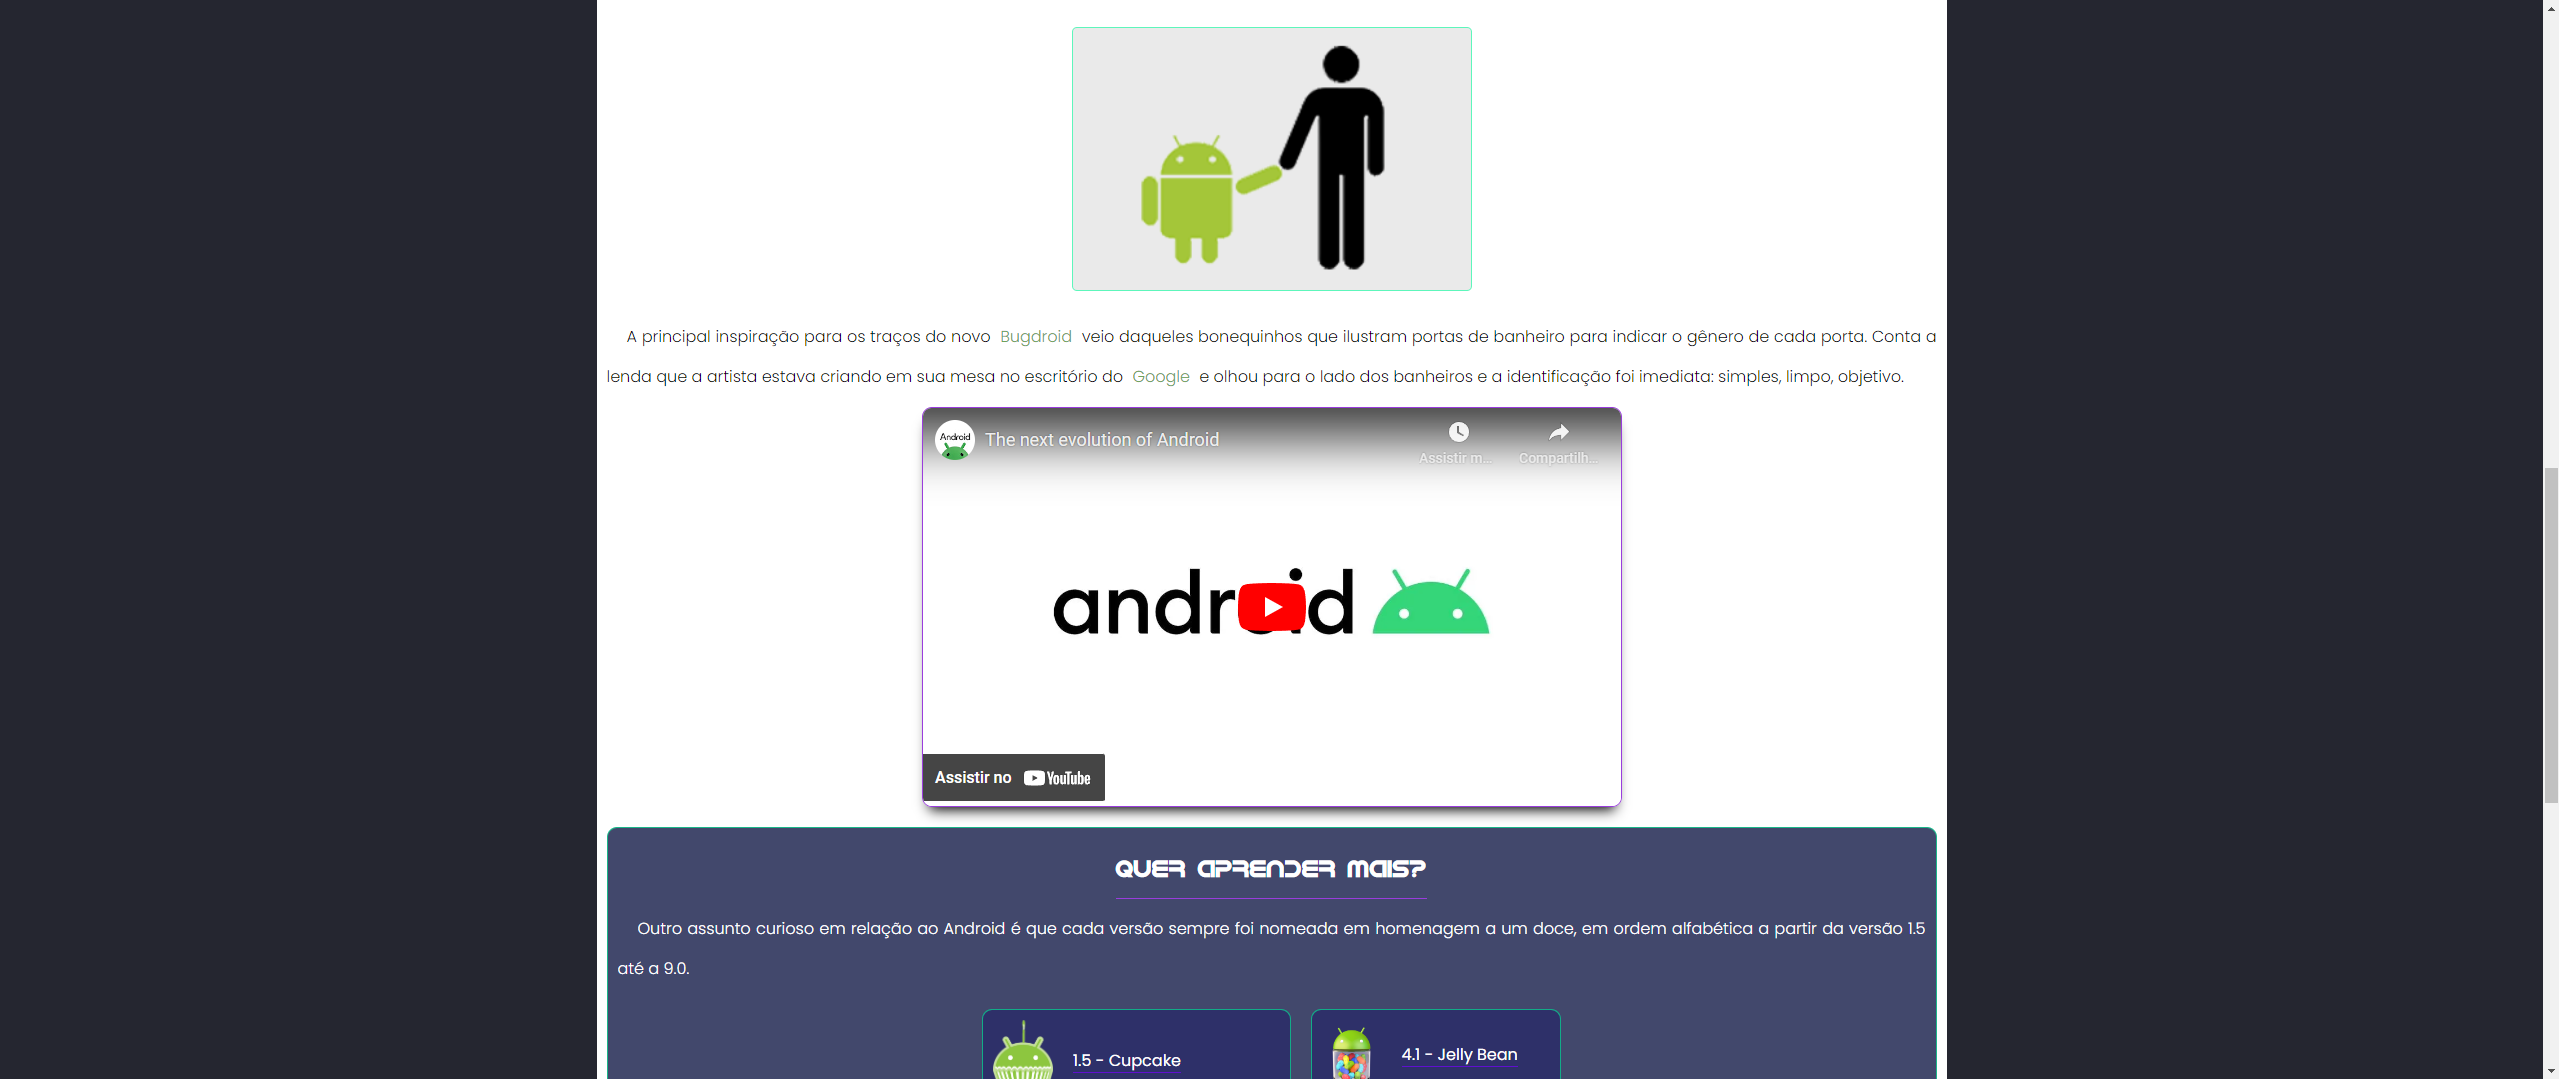 A principal inspiração para os traços do novo Bugdroid veio daqueles bonequinhos que ilustram portas de banheiro para indicar o gênero de cada porta. Conta a
lenda que a artista estava criando em sua mesa no escritório do Google e olhou para o lado dos banheiros e a identificação foi imediata: simples, limpo, objetivo.
Android
The next evolution of Android
Assistir m...
Compartilh...
android
Assistir no YouTube
QUER APRENDER MAIS?
Outro assunto curioso em relação ao Android é que cada versão sempre foi nomeada em homenagem a um doce, em ordem alfabética a partir da versão 1.5
até a 9.0.
1.5 - Cupcake
4.1 - Jelly Bean